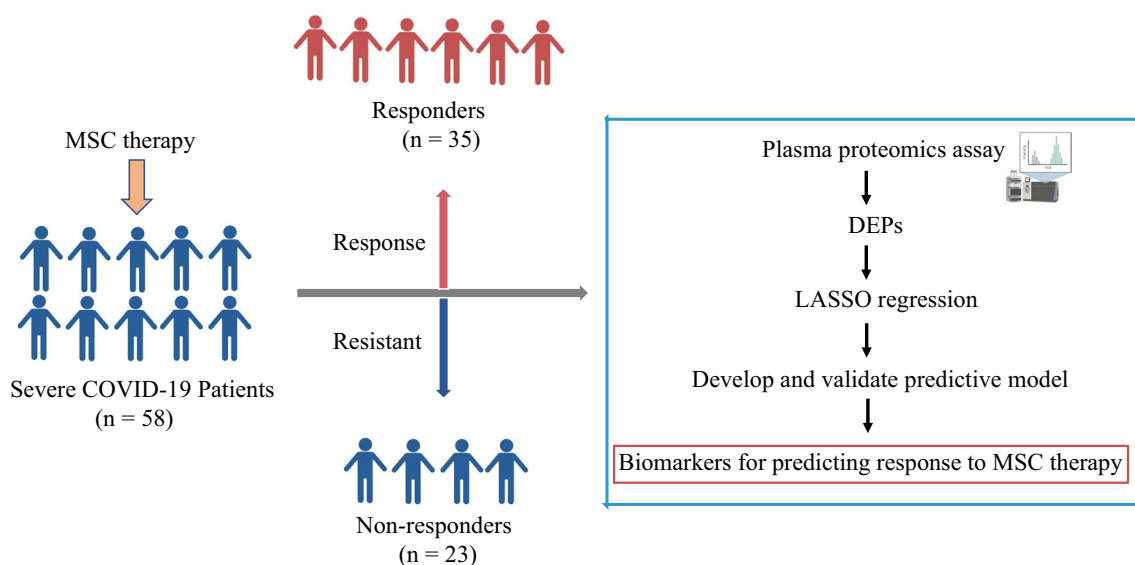 MSC therapy
Severe COVID-19 Patients
(n = 58)
Responders
(n = 35)
Response
Resistant
Non-responders
(n = 23)
Plasma proteomics assay
DEPs
LASSO regression
Develop and validate predictive model
Biomarkers for predicting response to MSC therapy